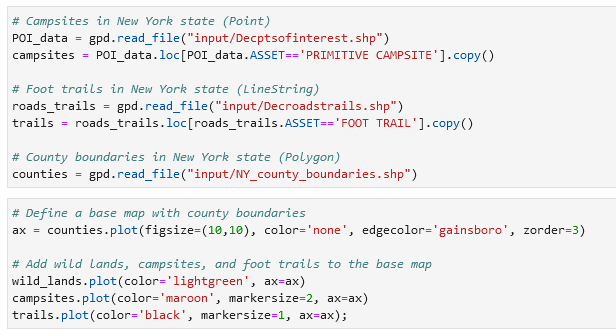 # Campsites in New York state (Point)
POI_data = gpd.read_file("input/Decptsofinterest.shp")
campsites = POI_data.loc[POI_data.ASSET=='PRIMITIVE CAMPSITE'].copy()
# Foot trails in New York state (LineString)
roads_trails = gpd.read_file("input/Decroadstrails.shp")
trails = roads_trails.loc[roads_trails.ASSET=='FOOT TRAIL'].copy()
# County boundaries in New York state (Polygon)
counties = gpd.read_file("input/NY_county_boundaries.shp")
# Define a base map with county boundaries
ax = counties.plot(figsize=(10,10), color='none', edgecolor='gainsboro', zorder=3)
# Add wild lands, campsites, and foot trails to the base map
wild_lands.plot(color='lightgreen', ax=ax)
campsites.plot(color='maroon', markersize=2, ax=ax)
trails.plot(color='black', markersize=1, ax=ax);